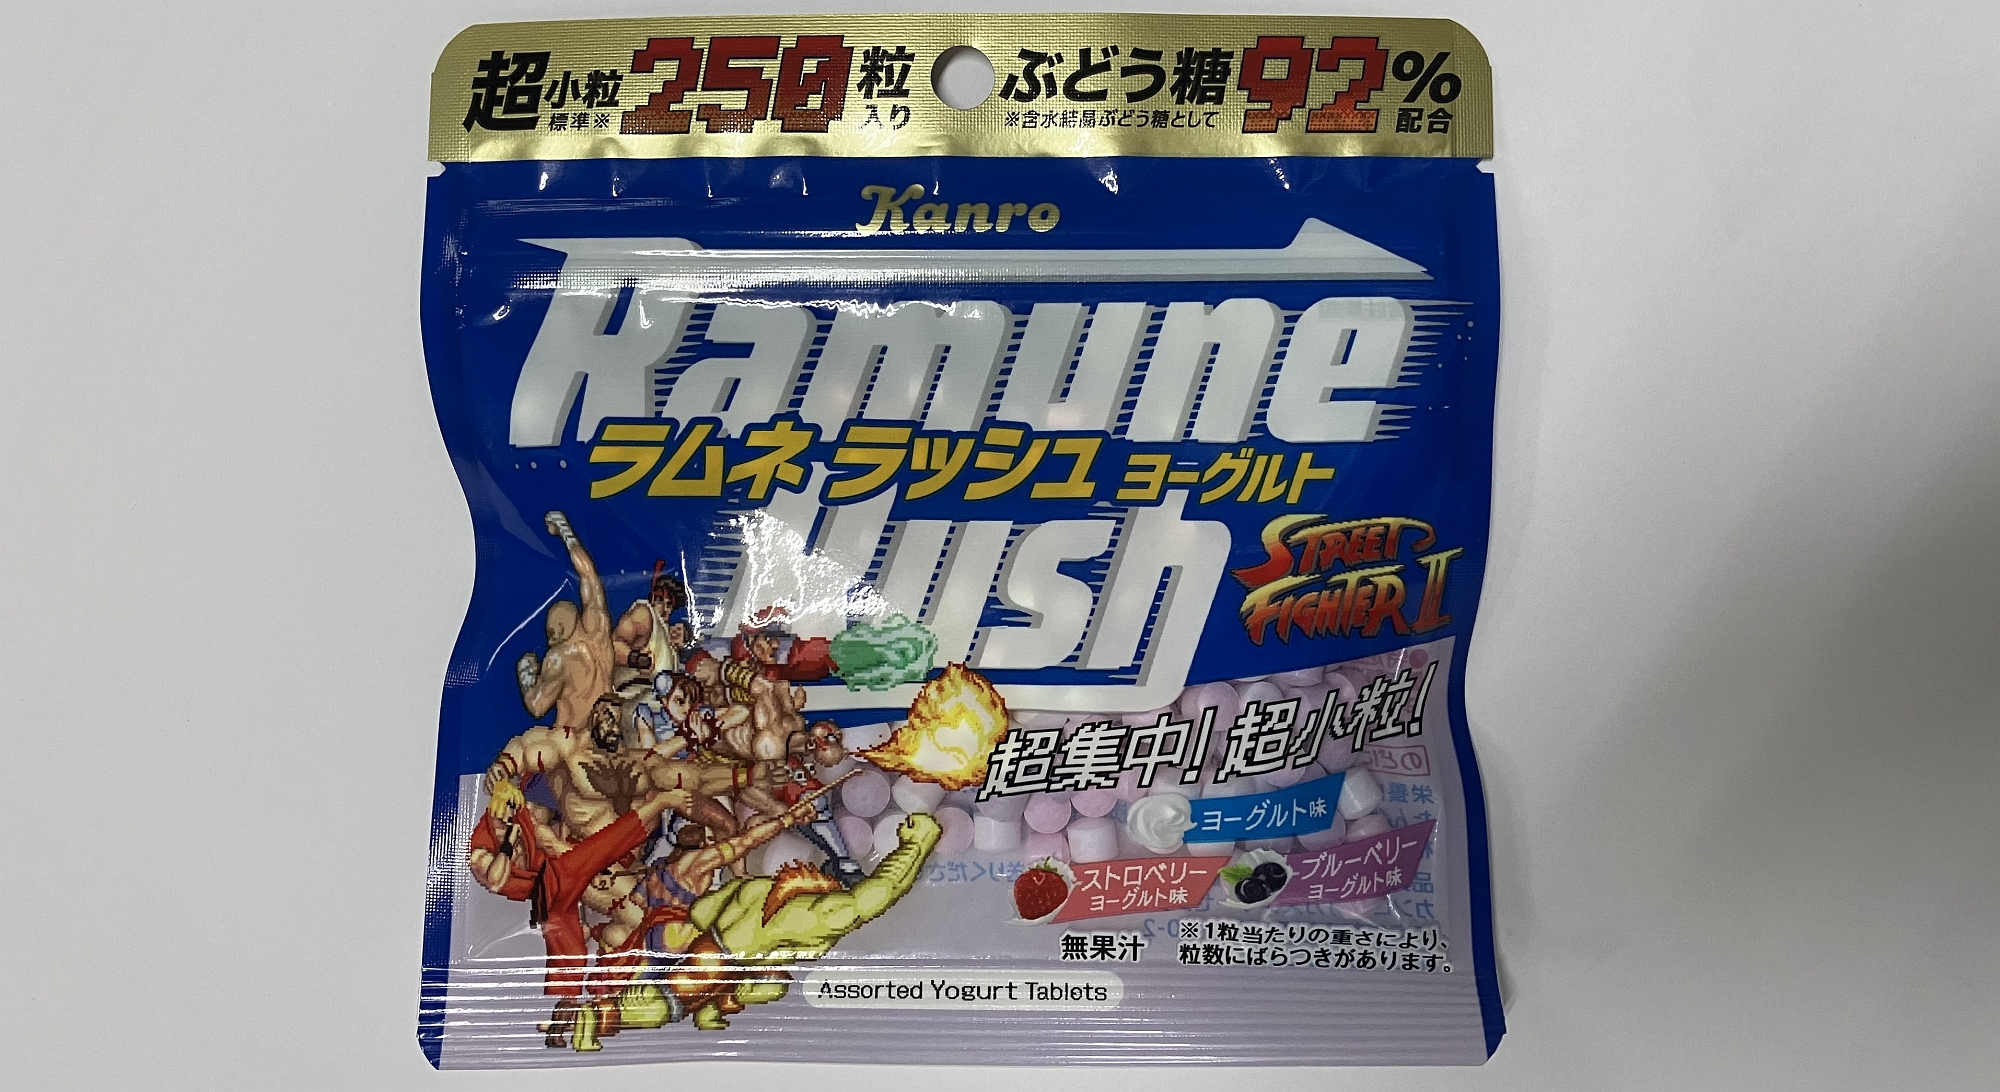 超小粒 標準※ 250粒入り
ぶどう糖92%配合
※含水結晶ぶどう糖として
Kanro
Ramune
ラムネ ラッシュ ヨーグルト
Rush
STREET
FIGHTER II
超集中!超小粒!
ヨーグルト味
ストロベリー
ヨーグルト味
ブルーベリー
ヨーグルト味
無果汁
※1粒当たりの重さにより、
粒数にばらつきがあります。
Assorted Yogurt Tablets